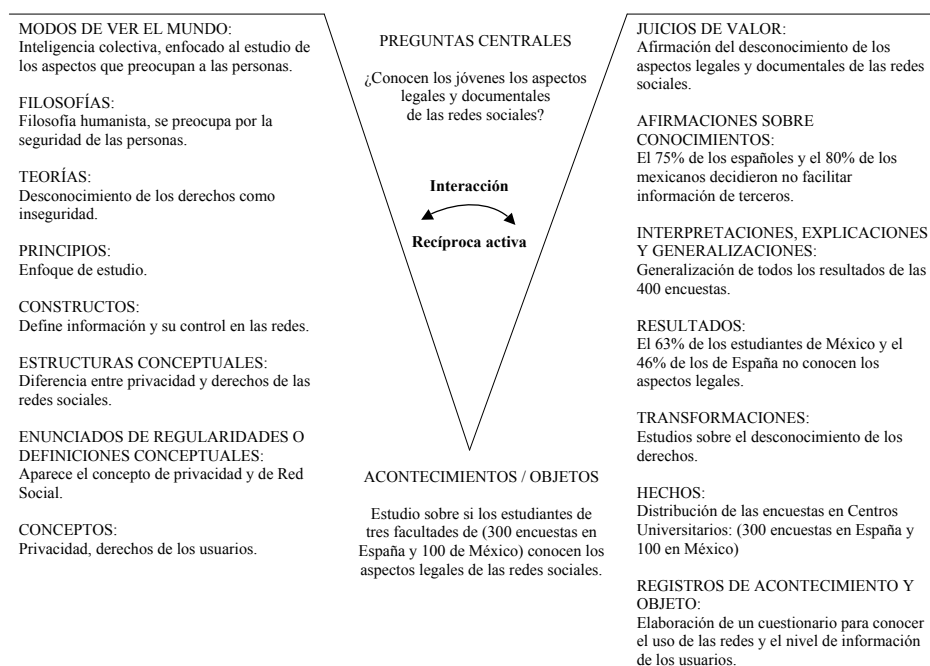 MODOS DE VER EL MUNDO:
Inteligencia colectiva, enfocado al estudio de
los aspectos que preocupan a las personas.
FILOSOFÍAS:
Filosofía humanista, se preocupa por la
seguridad de las personas.
TEORÍAS:
Desconocimiento de los derechos como
inseguridad.
PRINCIPIOS:
Enfoque de estudio.
CONSTRUCTOS:
Define información y su control en las redes.
ESTRUCTURAS CONCEPTUALES:
Diferencia entre privacidad y derechos de las
redes sociales.
ENUNCIADOS DE REGULARIDADES O
DEFINICIONES CONCEPTUALES:
Aparece el concepto de privacidad y de Red
Social.
CONCEPTOS:
Privacidad, derechos de los usuarios.
PREGUNTAS CENTRALES
¿Conocen los jóvenes los aspectos
legales y documentales
de las redes sociales?
Interacción
Recíproca activa
ACONTECIMIENTOS / OBJETOS
Estudio sobre si los estudiantes de
tres facultades de (300 encuestas en
España y 100 de México) conocen los
aspectos legales de las redes sociales.
JUICIOS DE VALOR:
Afirmación del desconocimiento de los
aspectos legales y documentales de las redes
sociales.
AFIRMACIONES SOBRE
CONOCIMIENTOS:
El 75% de los españoles y el 80% de los
mexicanos decidieron no facilitar
información de terceros.
INTERPRETACIONES, EXPLICACIONES
Y GENERALIZACIONES:
Generalización de todos los resultados de las
400 encuestas.
RESULTADOS:
El 63% de los estudiantes de México y el
46% de los de España no conocen los
aspectos legales.
TRANSFORMACIONES:
Estudios sobre el desconocimiento de los
derechos.
HECHOS:
Distribución de las encuestas en Centros
Universitarios: (300 encuestas en España y
100 en México)
REGISTROS DE ACONTECIMIENTO Y
OBJETO:
Elaboración de un cuestionario para conocer
el uso de las redes y el nivel de información
de los usuarios.